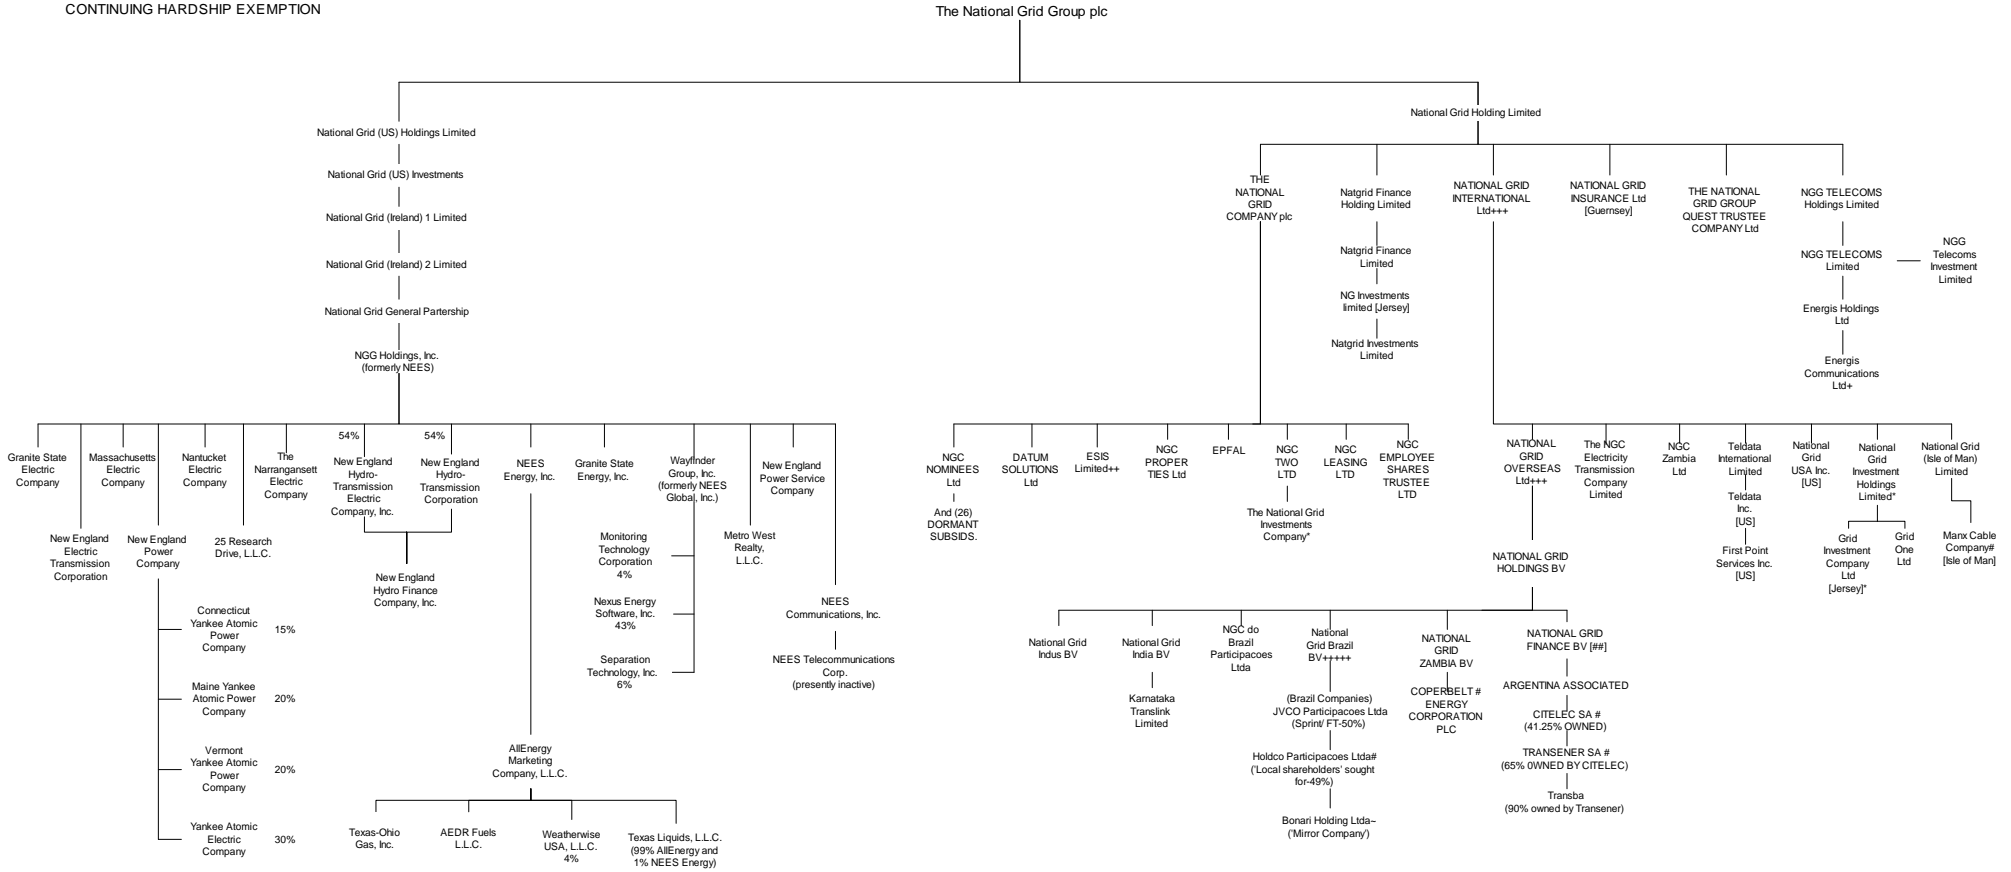 CONTINUING HARDSHIP EXEMPTION
The National Grid Group plc
National Grid (US) Holdings Limited
National Grid (US) Investments
National Grid (Ireland) 1 Limited
National Grid (Ireland) 2 Limited
National Grid General Partership
NGG Holdings, Inc.
(formerly NEES)
Granite State
Electric
Company
New England
Electric
Transmission
Corporation
Massachusetts
Electric
Company
New England
Power
Company
Connecticut
Yankee Atomic
Power
Company
15%
Maine Yankee
Atomic Power
Company
20%
Vermont
Yankee Atomic
Power
Company
20%
Yankee Atomic
Electric
Company
30%
Nantucket
Electric
Company
25 Research
Drive, L.L.C.
The
Narrangansett
Electric
Company
54%
New England
Hydro-
Transmission
Electric
Company, Inc.
54%
New England
Hydro-
Transmission
Corporation
New England
Hydro Finance
Company, Inc.
NEES
Energy, Inc.
AllEnergy
Marketing
Company, L.L.C.
Texas-Ohio
Gas, Inc.
AEDR Fuels
L.L.C.
Weatherwise
USA, L.L.C.
4%
Texas Liquids, L.L.C.
(99% AllEnergy and
1% NEES Energy)
Granite State
Energy, Inc.
Wayfinder
Group, Inc.
(formerly NEES
Global, Inc.)
Monitoring
Technology
Corporation
4%
Nexus Energy
Software, Inc.
43%
Separation
Technology, Inc.
6%
Metro West
Realty,
L.L.C.
New England
Power Service
Company
NEES
Communications, Inc.
NEES Telecommunications
Corp.
(presently inactive)
National Grid Holding Limited
THE
NATIONAL
GRID
COMPANY plc
NGC
NOMINEES
Ltd
And (26)
DORMANT
SUBSIDS.
DATUM
SOLUTIONS
Ltd
ESIS
Limited++
NGC
PROPER
TIES Ltd
EPFAL
NGC
TWO
LTD
The National Grid
Investments
Company*
NGC
LEASING
LTD
NGC
EMPLOYEE
SHARES
TRUSTEE
LTD
Natgrid Finance
Holding Limited
Natgrid Finance
Limited
NG Investments
limited [Jersey]
Natgrid Investments
Limited
NATIONAL GRID
INTERNATIONAL
Ltd+++
NATIONAL
GRID
OVERSEAS
Ltd+++
NATIONAL GRID
HOLDINGS BV
National Grid
Indus BV
National Grid
India BV
Karnataka
Translink
Limited
NGC do
Brazil
Participacoes
Ltda
National
Grid Brazil
BV+++++
(Brazil Companies)
JVCO Participacoes Ltda
(Sprint/ FT-50%)
Holdco Participacoes Ltda#
('Local shareholders' sought
for-49%)
Bonari Holding Ltda~
('Mirror Company')
NATIONAL
GRID
ZAMBIA BV
COPERBELT #
ENERGY
CORPORATION
PLC
NATIONAL GRID
FINANCE BV [##]
ARGENTINA ASSOCIATED
CITELEC SA #
(41.25% OWNED)
TRANSENER SA #
(65% 0WNED BY CITELEC)
Transba
(90% owned by Transener)
The NGC
Electricity
Transmission
Company
Limited
NGC
Zambia
Ltd
Teldata
International
Limited
Teldata
Inc.
[US]
First Point
Services Inc.
[US]
National
Grid
USA Inc.
[US]
National
Grid
Investment
Holdings
Limited*
Grid
Investment
Company
Ltd
[Jersey]*
Grid
One
Ltd
National Grid
(Isle of Man)
Limited
Manx Cable
Company#
[Isle of Man]
NATIONAL GRID
INSURANCE Ltd
[Guernsey]
THE NATIONAL
GRID GROUP
QUEST TRUSTEE
COMPANY Ltd
NGG TELECOMS
Holdings Limited
NGG TELECOMS
Limited
NGG
Telecoms
Investment
Limited
Energis Holdings
Ltd
Energis
Communications
Ltd+